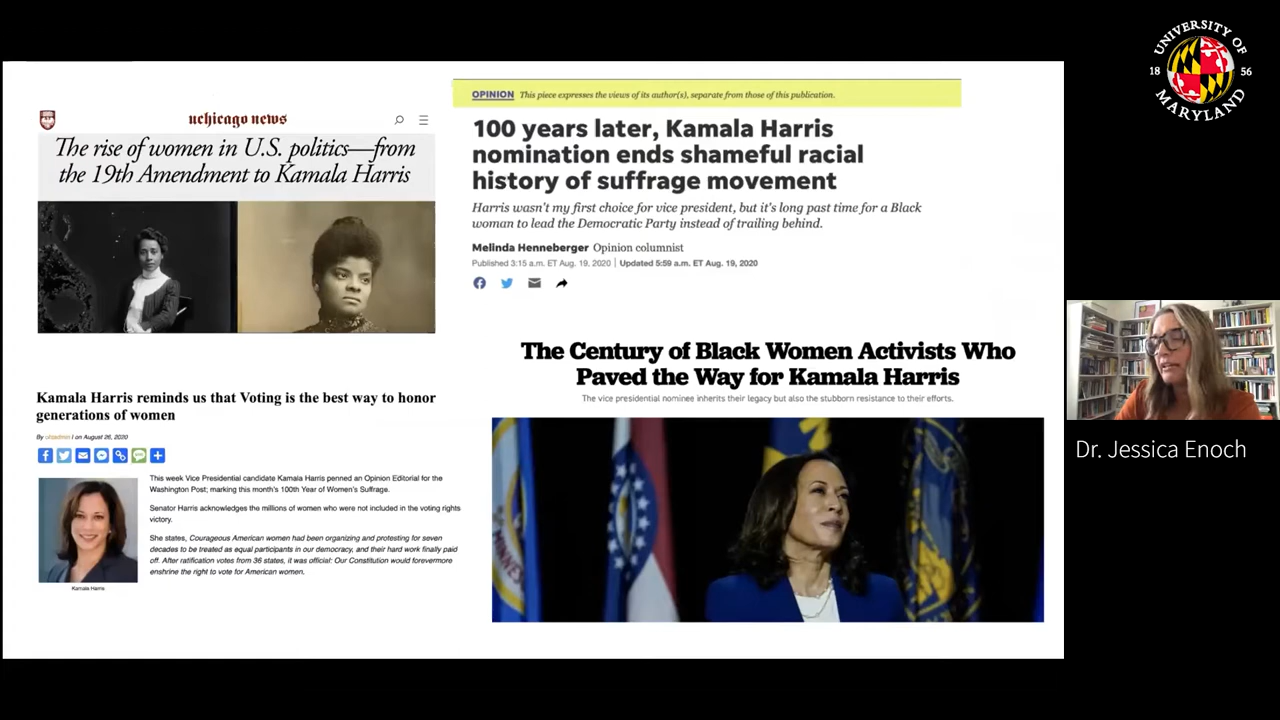 uchicago news
The rise of women in U.S. politics—from
the 19th Amendment to Kamala Harris
OPINION This piece expresses the views of its author(s), separate from those of this publication.
100 years later, Kamala Harris
nomination ends shameful racial
history of suffrage movement
Harris wasn't my first choice for vice president, but it's long past time for a Black
woman to lead the Democratic Party instead of trailing behind.
Melinda Henneberger Opinion columnist
Published 3:15 a.m. ET Aug. 19, 2020 | Updated 5:59 a.m. ET Aug. 19, 2020
Kamala Harris reminds us that Voting is the best way to honor
generations of women
By | on August 26, 2020
This week Vice Presidential candidate Kamala Harris penned an Opinion Editorial for the
Washington Post; marking this month's 100th Year of Women's Suffrage.
Senator Harris acknowledges the millions of women who were not included in the voting rights
victory.
She states, Courageous American women had been organizing and protesting for seven
decades to be treated as equal participants in our democracy, and their hard work finally paid
off. After ratification votes from 36 states, it was official: Our Constitution would forevermore
enshrine the right to vote for American women.
Kamala Harris
The Century of Black Women Activists Who
Paved the Way for Kamala Harris
The vice presidential nominee inherits their legacy but also the stubborn resistance to their efforts.
UNIVERSITY OF
18 56
MARYLAND
Dr. Jessica Enoch